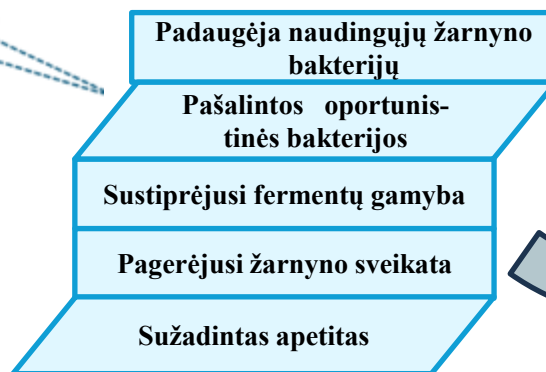 Padaugėja naudingųjų žarnyno
bakterijų
Pašalintos oportunis-
tinės bakterijos
Sustiprėjusi fermentų gamyba
Pagerėjusi žarnyno sveikata
Sužadintas apetitas